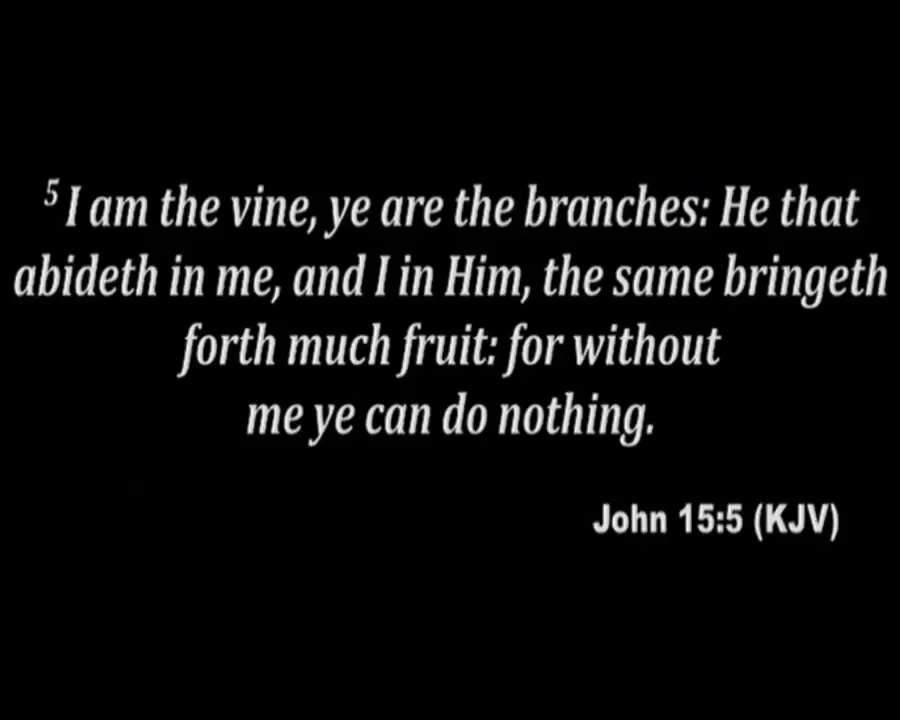 5 I am the vine, ye are the branches: He that
abideth in me, and I in Him, the same bringeth
forth much fruit: for without
me ye can do nothing.
John 15:5 (KJV)